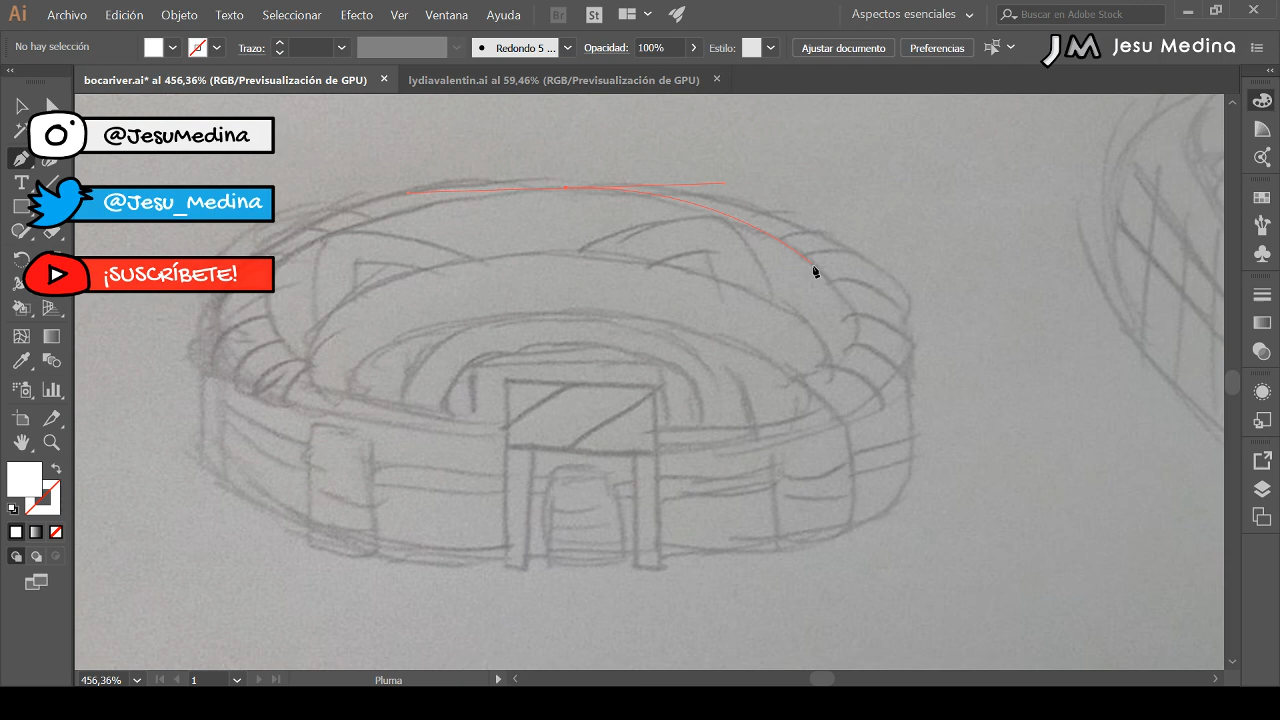 Ai Archivo Edición Objeto Texto Seleccionar Efecto Ver Ventana Ayuda Br St Aspectos esenciales Buscar en Adobe Stock
No hay selección Trazo: Redondo 5 ... Opacidad: 100% Estilo: Ajustar documento Preferencias
JM Jesu Medina
bocariver.ai* al 456,36% (RGB/Previsualización de GPU) × lydiavalentin.ai al 59,46% (RGB/Previsualización de GPU) ×
@JesuMedina
@Jesu_Medina
¡SUSCRÍBETE!
456,36% 1 Pluma